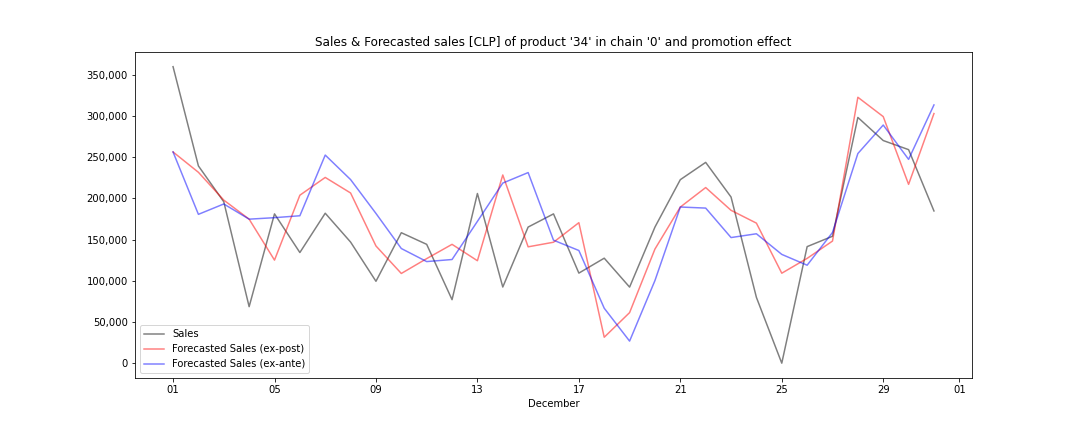 Sales & Forecasted sales [CLP] of product '34' in chain '0' and promotion effect
350,000
300,000
250,000
200,000
150,000
100,000
50,000
0
Sales
Forecasted Sales (ex-post)
Forecasted Sales (ex-ante)
01 05 09 13 17 21 25 29 01
December